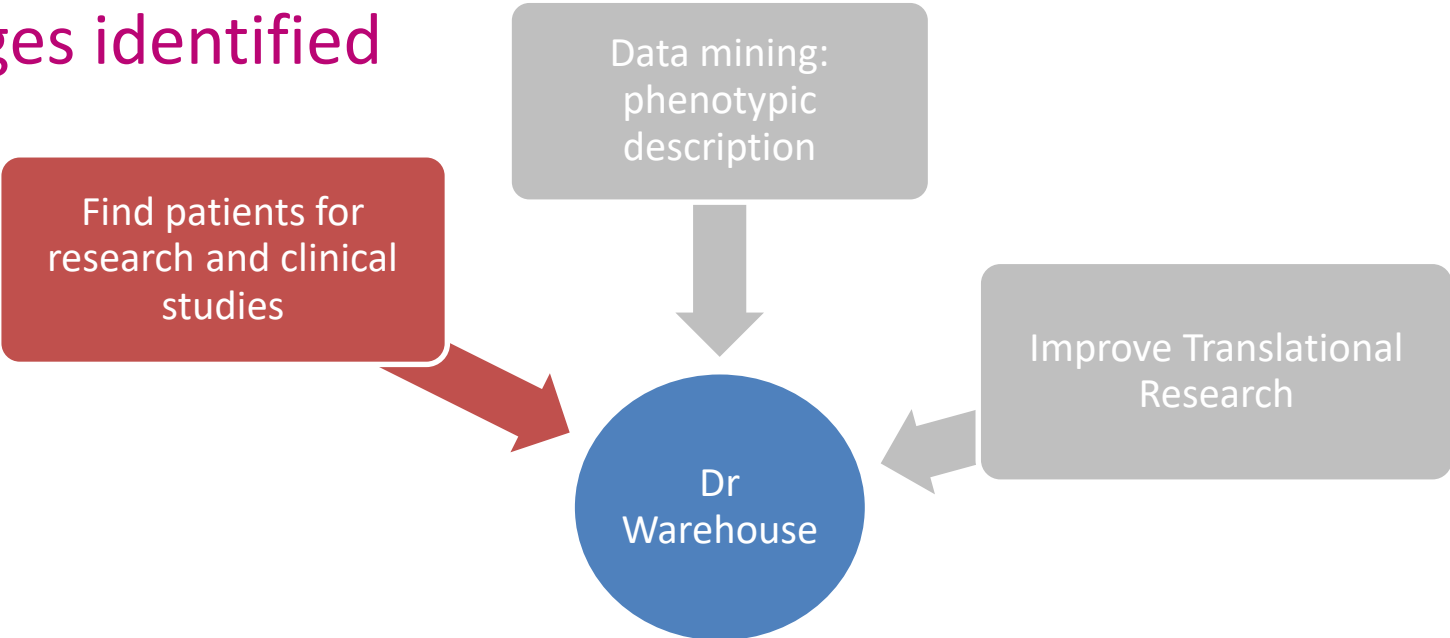 ges identified
Data mining:
phenotypic
description
Find patients for
research and clinical
studies
Improve Translational
Research
Dr
Warehouse